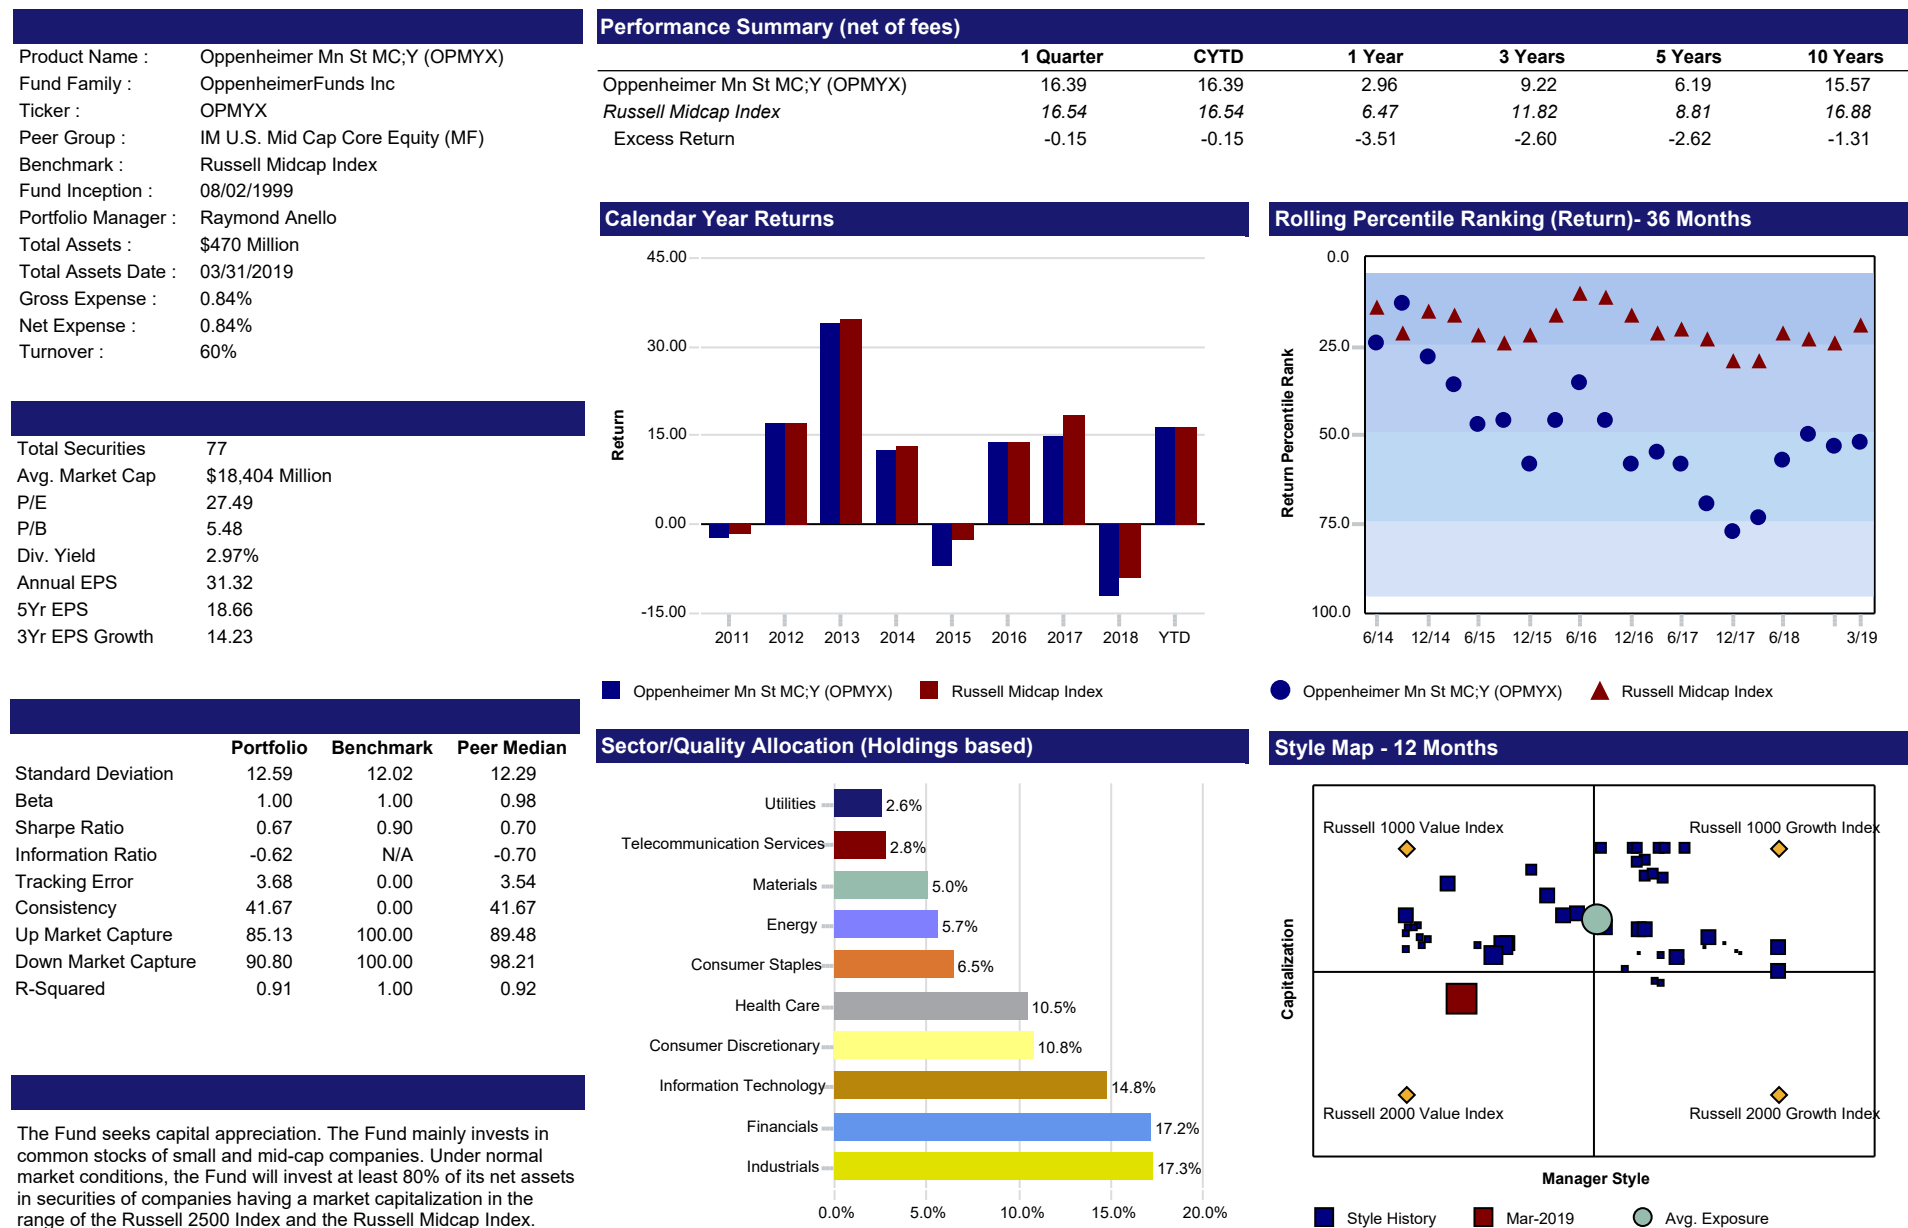 Product Name : Oppenheimer Mn St MC;Y (OPMYX)
Fund Family : OppenheimerFunds Inc
Ticker : OPMYX
Peer Group : IM U.S. Mid Cap Core Equity (MF)
Benchmark : Russell Midcap Index
Fund Inception : 08/02/1999
Portfolio Manager : Raymond Anello
Total Assets : $470 Million
Total Assets Date : 03/31/2019
Gross Expense : 0.84%
Net Expense : 0.84%
Turnover : 60%
Total Securities 77
Avg. Market Cap $18,404 Million
P/E 27.49
P/B 5.48
Div. Yield 2.97%
Annual EPS 31.32
5Yr EPS 18.66
3Yr EPS Growth 14.23
Portfolio Benchmark Peer Median
Standard Deviation 12.59 12.02 12.29
Beta 1.00 1.00 0.98
Sharpe Ratio 0.67 0.90 0.70
Information Ratio -0.62 N/A -0.70
Tracking Error 3.68 0.00 3.54
Consistency 41.67 0.00 41.67
Up Market Capture 85.13 100.00 89.48
Down Market Capture 90.80 100.00 98.21
R-Squared 0.91 1.00 0.92
The Fund seeks capital appreciation. The Fund mainly invests in
common stocks of small and mid-cap companies. Under normal
market conditions, the Fund will invest at least 80% of its net assets
in securities of companies having a market capitalization in the
range of the Russell 2500 Index and the Russell Midcap Index.
Performance Summary (net of fees)
1 Quarter CYTD 1 Year 3 Years 5 Years 10 Years
Oppenheimer Mn St MC;Y (OPMYX) 16.39 16.39 2.96 9.22 6.19 15.57
Russell Midcap Index 16.54 16.54 6.47 11.82 8.81 16.88
Excess Return -0.15 -0.15 -3.51 -2.60 -2.62 -1.31
Calendar Year Returns
45.00
30.00
15.00
0.00
-15.00
Return
2011 2012 2013 2014 2015 2016 2017 2018 YTD
Oppenheimer Mn St MC;Y (OPMYX) Russell Midcap Index
Rolling Percentile Ranking (Return)- 36 Months
0.0
25.0
50.0
75.0
100.0
Return Percentile Rank
6/14 12/14 6/15 12/15 6/16 12/16 6/17 12/17 6/18 3/19
Oppenheimer Mn St MC;Y (OPMYX) Russell Midcap Index
Sector/Quality Allocation (Holdings based)
Utilities 2.6%
Telecommunication Services 2.8%
Materials 5.0%
Energy 5.7%
Consumer Staples 6.5%
Health Care 10.5%
Consumer Discretionary 10.8%
Information Technology 14.8%
Financials 17.2%
Industrials 17.3%
0.0% 5.0% 10.0% 15.0% 20.0%
Style Map - 12 Months
Russell 1000 Value Index Russell 1000 Growth Index
Capitalization
Russell 2000 Value Index Russell 2000 Growth Index
Manager Style
Style History Mar-2019 Avg. Exposure